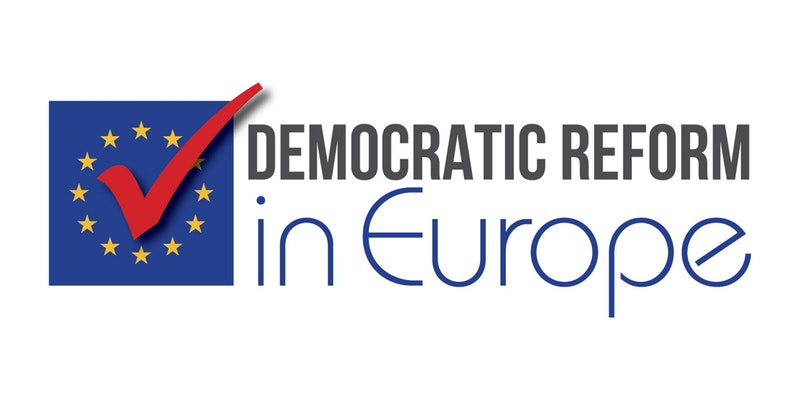 DEMOCRATIC REFORM
in Europe